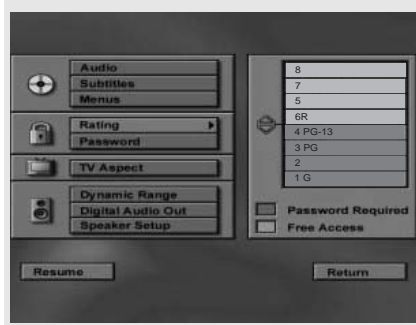 Audio
Subtitles
Menus
Rating
Password
TV Aspect
Dynamic Range
Digital Audio Out
Speaker Setup
8
7
5
6R
4 PG-13
3 PG
2
1 G
Password Required
Free Access
Resume
Return